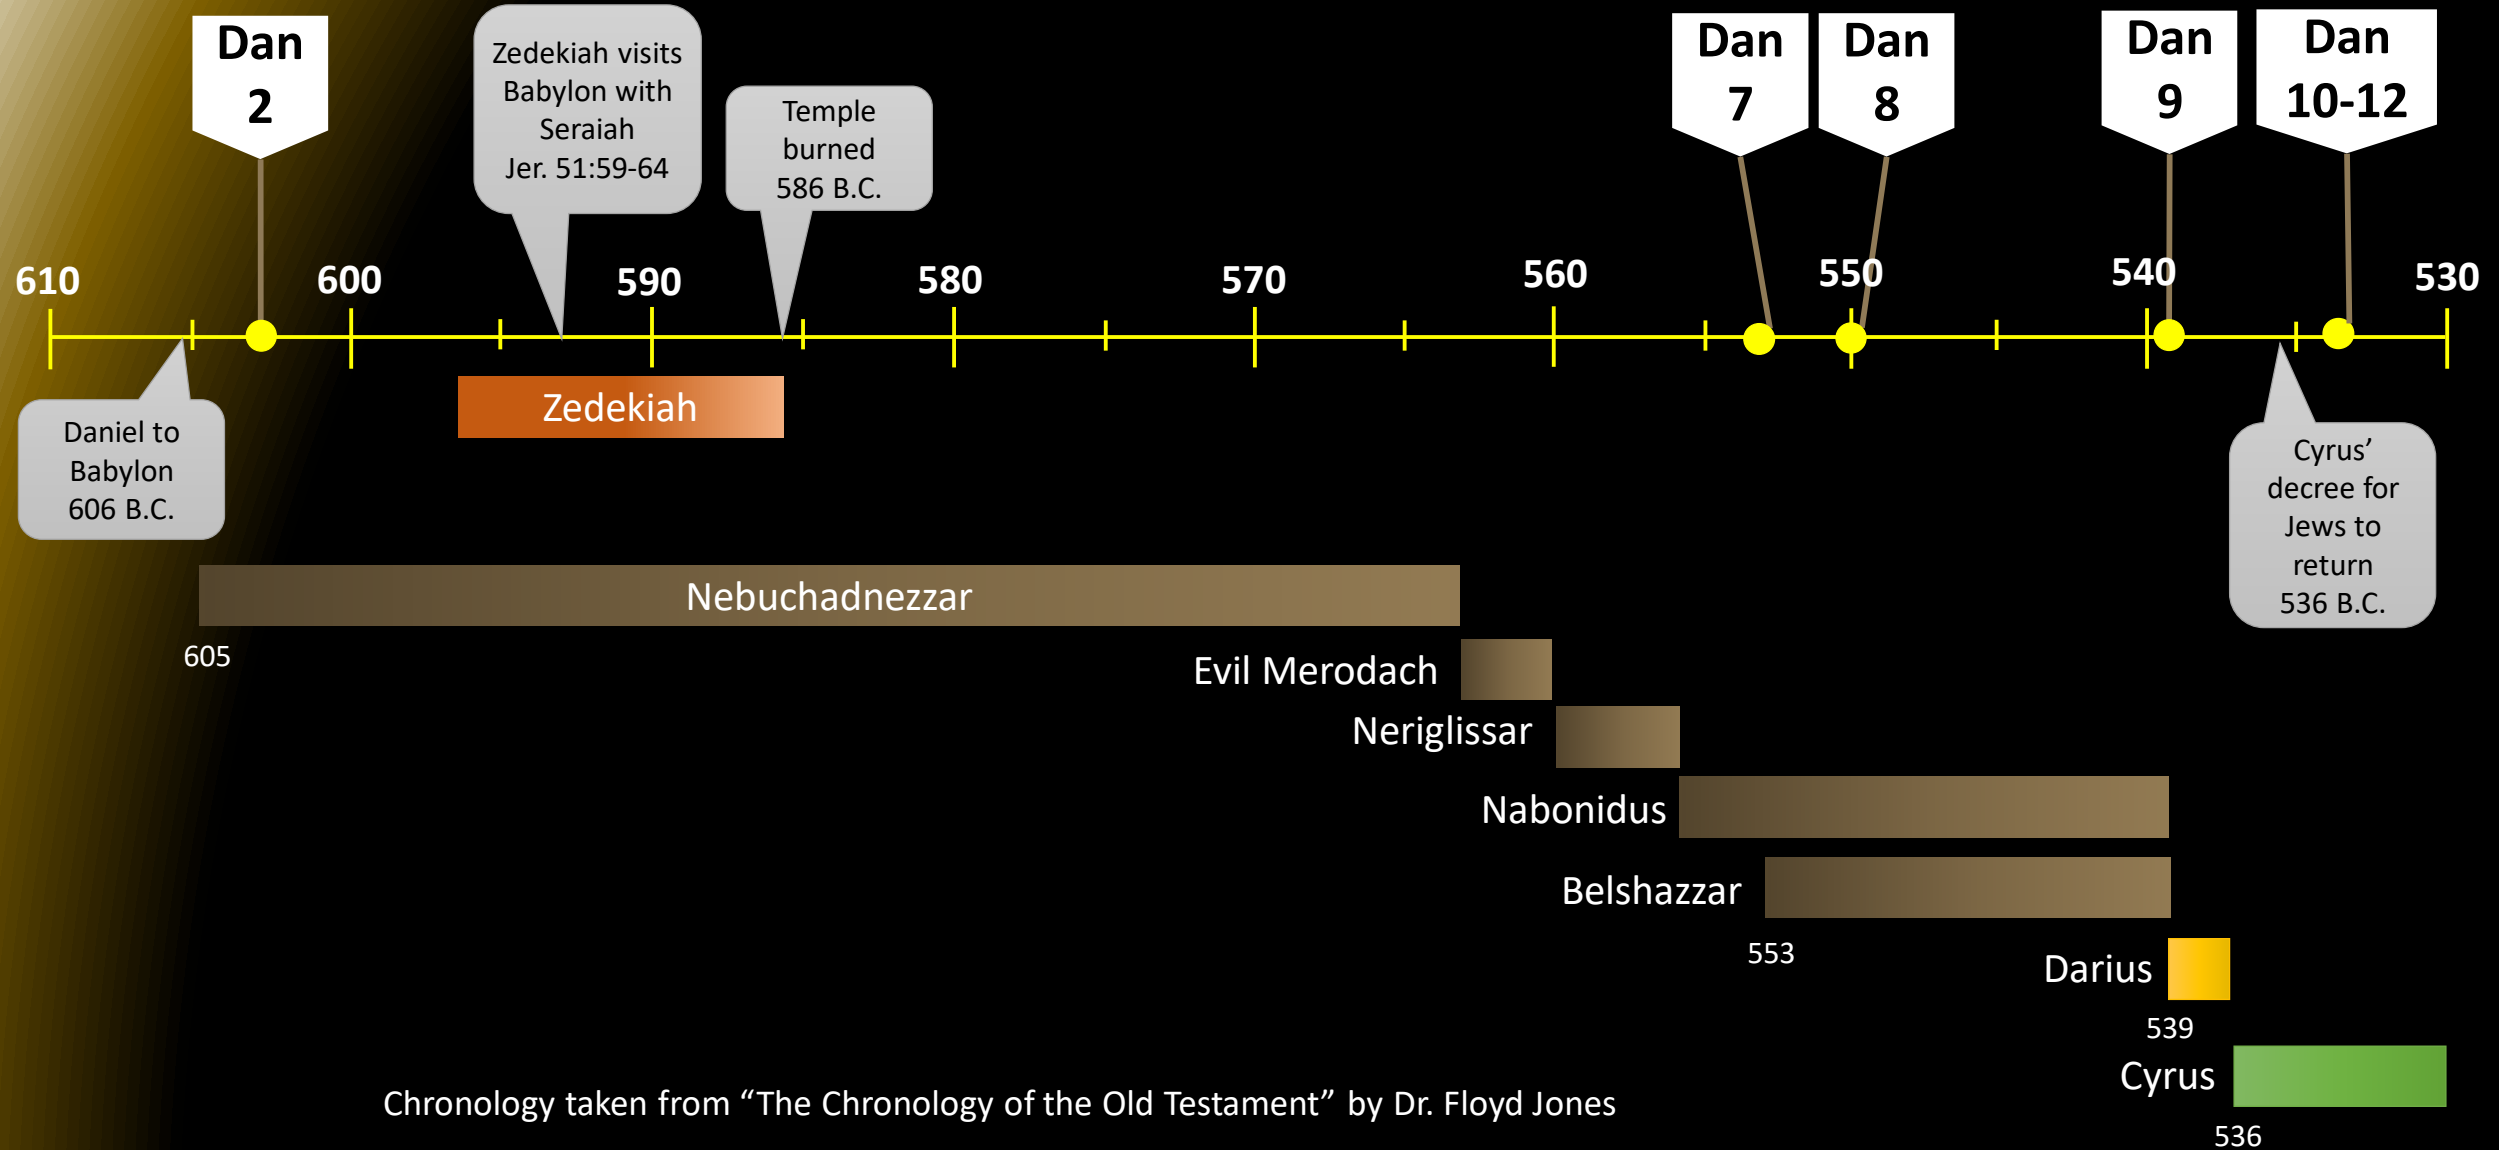 Dan
2
Zedekiah visits
Babylon with
Seraiah
Jer. 51:59-64
Temple
burned
586 B.C.
Dan
7
Dan
8
Dan
9
Dan
10-12
610
600
590
580
570
560
550
540
530
Zedekiah
Daniel to
Babylon
606 B.C.
Cyrus’
decree for
Jews to
return
536 B.C.
Nebuchadnezzar
605
Evil Merodach
Neriglissar
Nabonidus
Belshazzar
553
Darius
539
Cyrus
536
Chronology taken from “The Chronology of the Old Testament” by Dr. Floyd Jones